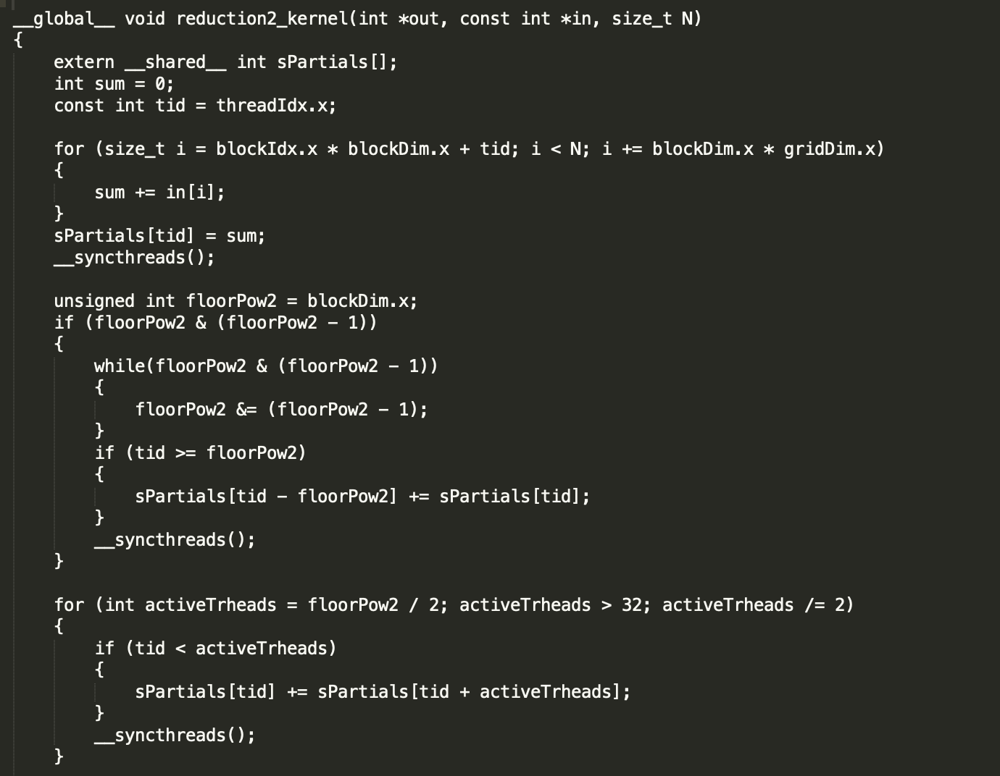 __global__ void reduction2_kernel(int *out, const int *in, size_t N)
{
    extern __shared__ int sPartials[];
    int sum = 0;
    const int tid = threadIdx.x;

    for (size_t i = blockIdx.x * blockDim.x + tid; i < N; i += blockDim.x * gridDim.x)
    {
        sum += in[i];
    }
    sPartials[tid] = sum;
    __syncthreads();

    unsigned int floorPow2 = blockDim.x;
    if (floorPow2 & (floorPow2 - 1))
    {
        while(floorPow2 & (floorPow2 - 1))
        {
            floorPow2 &= (floorPow2 - 1);
        }
        if (tid >= floorPow2)
        {
            sPartials[tid - floorPow2] += sPartials[tid];
        }
        __syncthreads();
    }

    for (int activeTrheads = floorPow2 / 2; activeTrheads > 32; activeTrheads /= 2)
    {
        if (tid < activeTrheads)
        {
            sPartials[tid] += sPartials[tid + activeTrheads];
        }
        __syncthreads();
    }